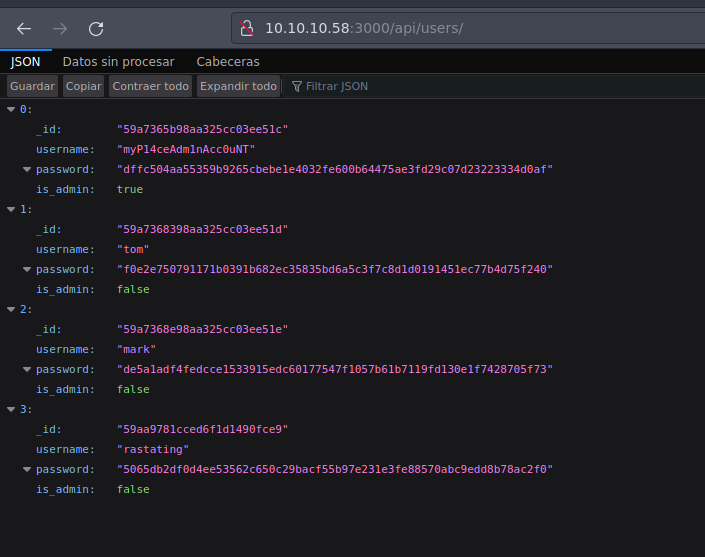 10.10.10.58:3000/api/users/
JSON Datos sin procesar Cabeceras
Guardar Copiar Contraer todo Expandir todo Filtrar JSON
0:
_id: "59a7365b98aa325cc03ee51c"
username: "myP14ceAdm1nAcc0uNT"
password: "dffc504aa55359b9265cbebe1e4032fe600b64475ae3fd29c07d23223334d0af"
is_admin: true
1:
_id: "59a7368398aa325cc03ee51d"
username: "tom"
password: "f0e2e750791171b0391b682ec35835bd6a5c3f7c8d1d0191451ec77b4d75f240"
is_admin: false
2:
_id: "59a7368e98aa325cc03ee51e"
username: "mark"
password: "de5a1adf4fedcce1533915edc60177547f1057b61b7119fd130e1f7428705f73"
is_admin: false
3:
_id: "59aa9781cced6f1d1490fce9"
username: "rastating"
password: "5065db2df0d4ee53562c650c29bacf55b97e231e3fe88570abc9edd8b78ac2f0"
is_admin: false